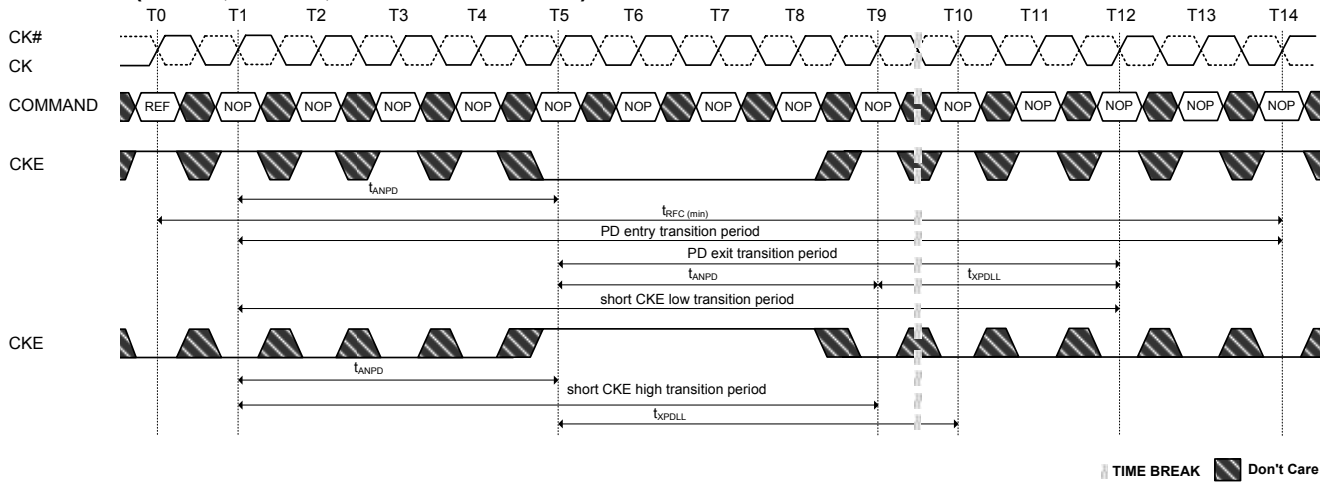 T0 T1 T2 T3 T4 T5 T6 T7 T8 T9 T10 T11 T12 T13 T14
CK#
CK
COMMAND REF NOP NOP NOP NOP NOP NOP NOP NOP NOP NOP NOP NOP NOP NOP
CKE
tANPD
tRFC (min)
PD entry transition period
PD exit transition period
tANPD tXPDLL
short CKE low transition period
CKE
tANPD
short CKE high transition period
tXPDLL
TIME BREAK Don't Care